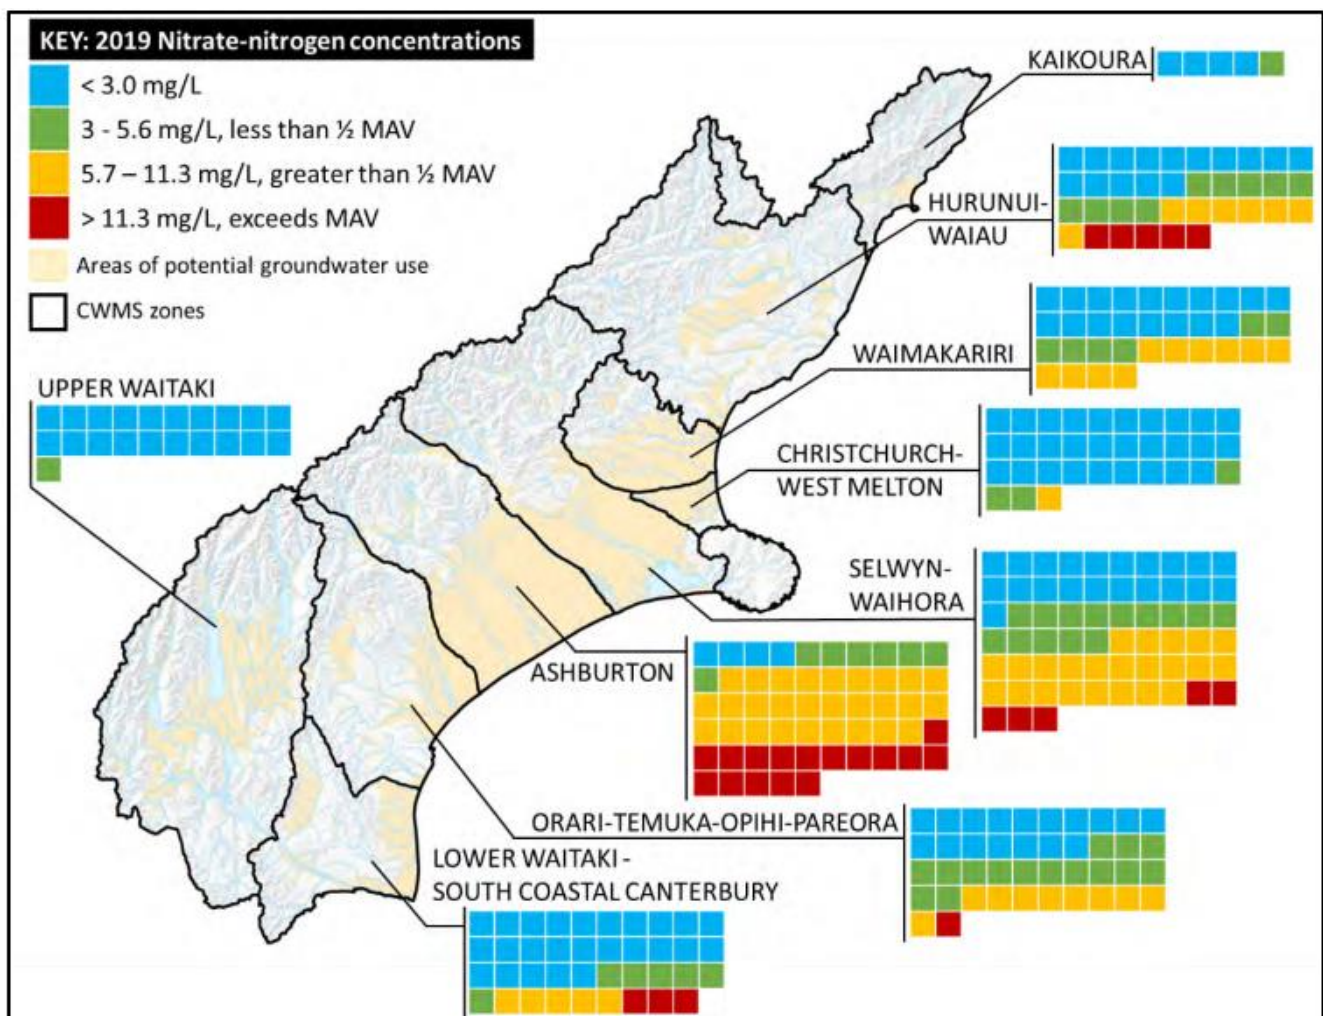 KEY: 2019 Nitrate-nitrogen concentrations
< 3.0 mg/L
3 - 5.6 mg/L, less than ½ MAV
5.7 – 11.3 mg/L, greater than ½ MAV
> 11.3 mg/L, exceeds MAV
Areas of potential groundwater use
CWMS zones
KAIKOURA
HURUNUI-
WAIAU
WAIMAKARIRI
UPPER WAITAKI
CHRISTCHURCH-
WEST MELTON
SELWYN-
WAIHORA
ASHBURTON
ORARI-TEMUKA-OPIHI-PAREORA
LOWER WAITAKI -
SOUTH COASTAL CANTERBURY